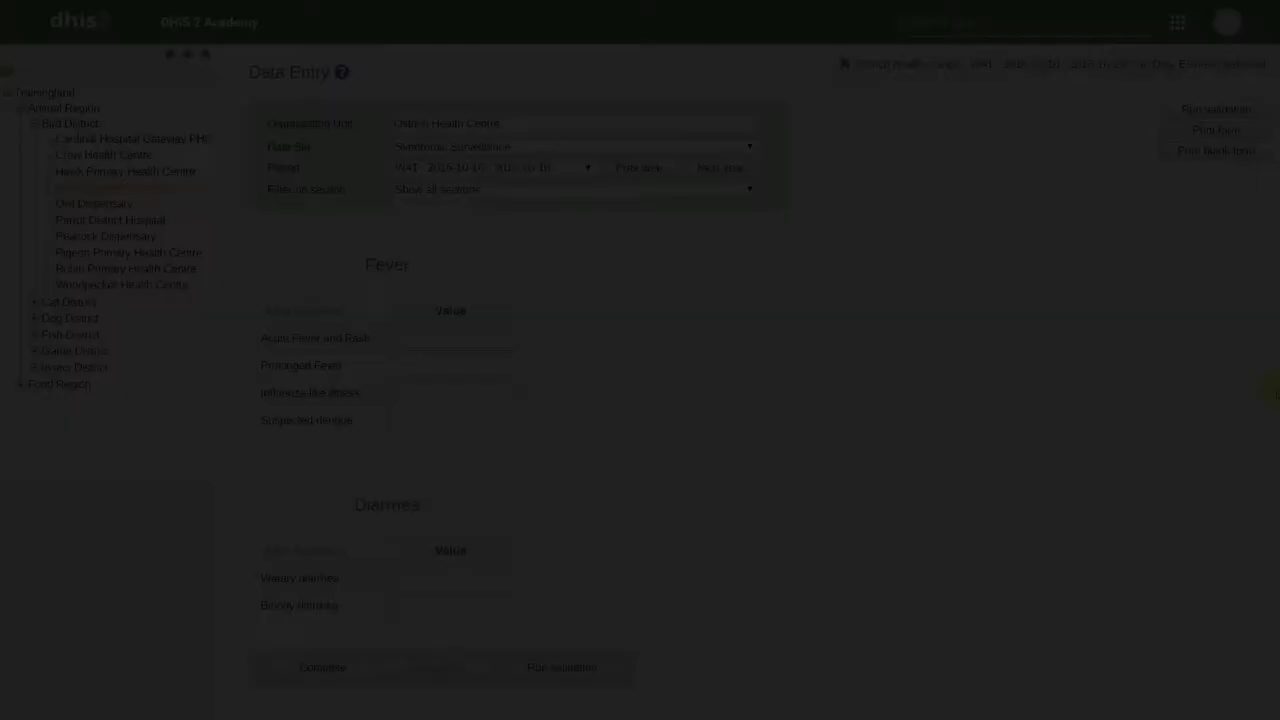 dhis2
DHIS 2 Academy
Data Entry ?
Run validation
Print form
Print blank form
Trainingland
Animal Region
Bird District
Cardinal Hospital Gateway PHC
Crow Health Centre
Hawk Primary Health Centre
Owl Dispensary
Parrot District Hospital
Peacock Dispensary
Pigeon Primary Health Centre
Robin Primary Health Centre
Woodpecker Health Centre
Cat District
Dog District
Fish District
Game District
Insect District
Food Region
Organisation Unit
Ostrich Health Centre
Data Set
Symptoms Surveillance
Period
W41
Prev year
Next year
Filter on section
Show all sections
Fever
Value
Acute Fever and Rash
Prolonged Fever
Influenza-like illness
Suspected dengue
Diarrhea
Value
Watery diarrhea
Bloody diarrhea
Complete
Run validation